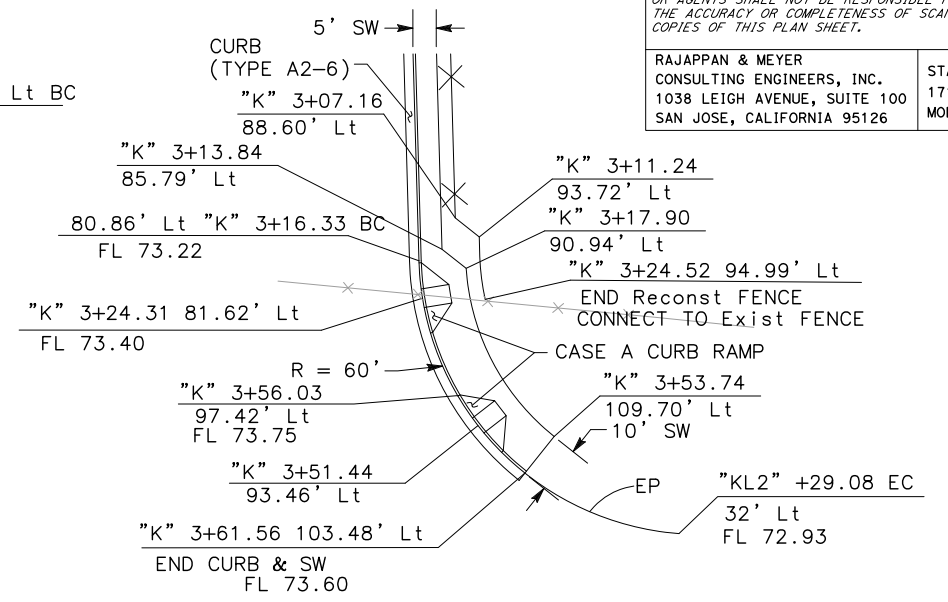 OR AGENTS SHALL NOT BE RESPONSIBLE
THE ACCURACY OR COMPLETENESS OF
COPIES OF THIS PLAN SHEET.
RAJAPPAN & MEYER
CONSULTING ENGINEERS, INC.
1038 LEIGH AVENUE, SUITE 100
SAN JOSE, CALIFORNIA 95126
5' SW
CURB
(TYPE A2-6)
Lt BC
"K" 3+07.16
88.60' Lt
"K" 3+13.84
85.79' Lt
"K" 3+11.24
93.72' Lt
80.86' Lt "K" 3+16.33 BC
FL 73.22
"K" 3+17.90
90.94' Lt
"K" 3+24.52 94.99' Lt
END Reconst FENCE
CONNECT TO Exist FENCE
"K" 3+24.31 81.62' Lt
FL 73.40
CASE A CURB RAMP
R = 60'
"K" 3+56.03
97.42' Lt
FL 73.75
"K" 3+53.74
109.70' Lt
10' SW
"K" 3+51.44
93.46' Lt
EP
"KL2" +29.08 EC
32' Lt
FL 72.93
"K" 3+61.56 103.48' Lt
END CURB & SW
FL 73.60